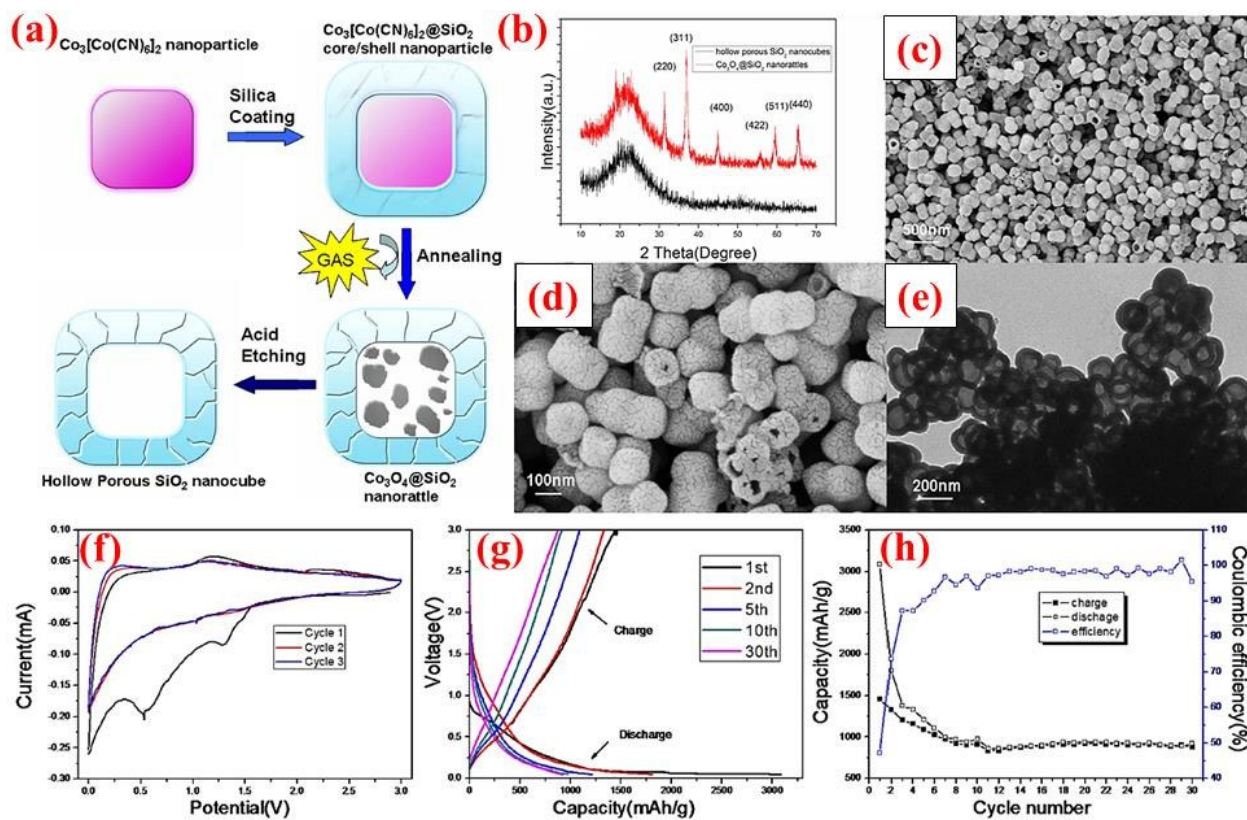 (a)
Co3[Co(CN)6]2 nanoparticle
Co3[Co(CN)6]2@SiO2
core/shell nanoparticle
Silica
Coating
GAS
Annealing
Acid
Etching
Hollow Porous SiO2 nanocube
Co3O4@SiO2
nanorattle
(b)
Intensity(a.u.)
(220)
(311)
(400)
(422)
(511)
(440)
hollow porous SiO2 nanocubes
Co3O4@SiO2 nanorattles
10 20 30 40 50 60 70
2 Theta(Degree)
(c)
500nm
(d)
100nm
(e)
200nm
(f)
Current(mA)
0.10
0.05
0.00
-0.05
-0.10
-0.15
-0.20
-0.25
-0.30
Cycle 1
Cycle 2
Cycle 3
0.0 0.5 1.0 1.5 2.0 2.5 3.0
Potential(V)
(g)
Voltage(V)
3.0
2.5
2.0
1.5
1.0
0.5
0.0
1st
2nd
5th
10th
30th
Charge
Discharge
0 500 1000 1500 2000 2500 3000
Capacity(mAh/g)
(h)
Capacity(mAh/g)
3500
3000
2500
2000
1500
1000
500
charge
dischage
efficiency
110
100
90
80
70
60
50
40
Coulombic efficiency(%)
0 2 4 6 8 10 12 14 16 18 20 22 24 26 28 30
Cycle number